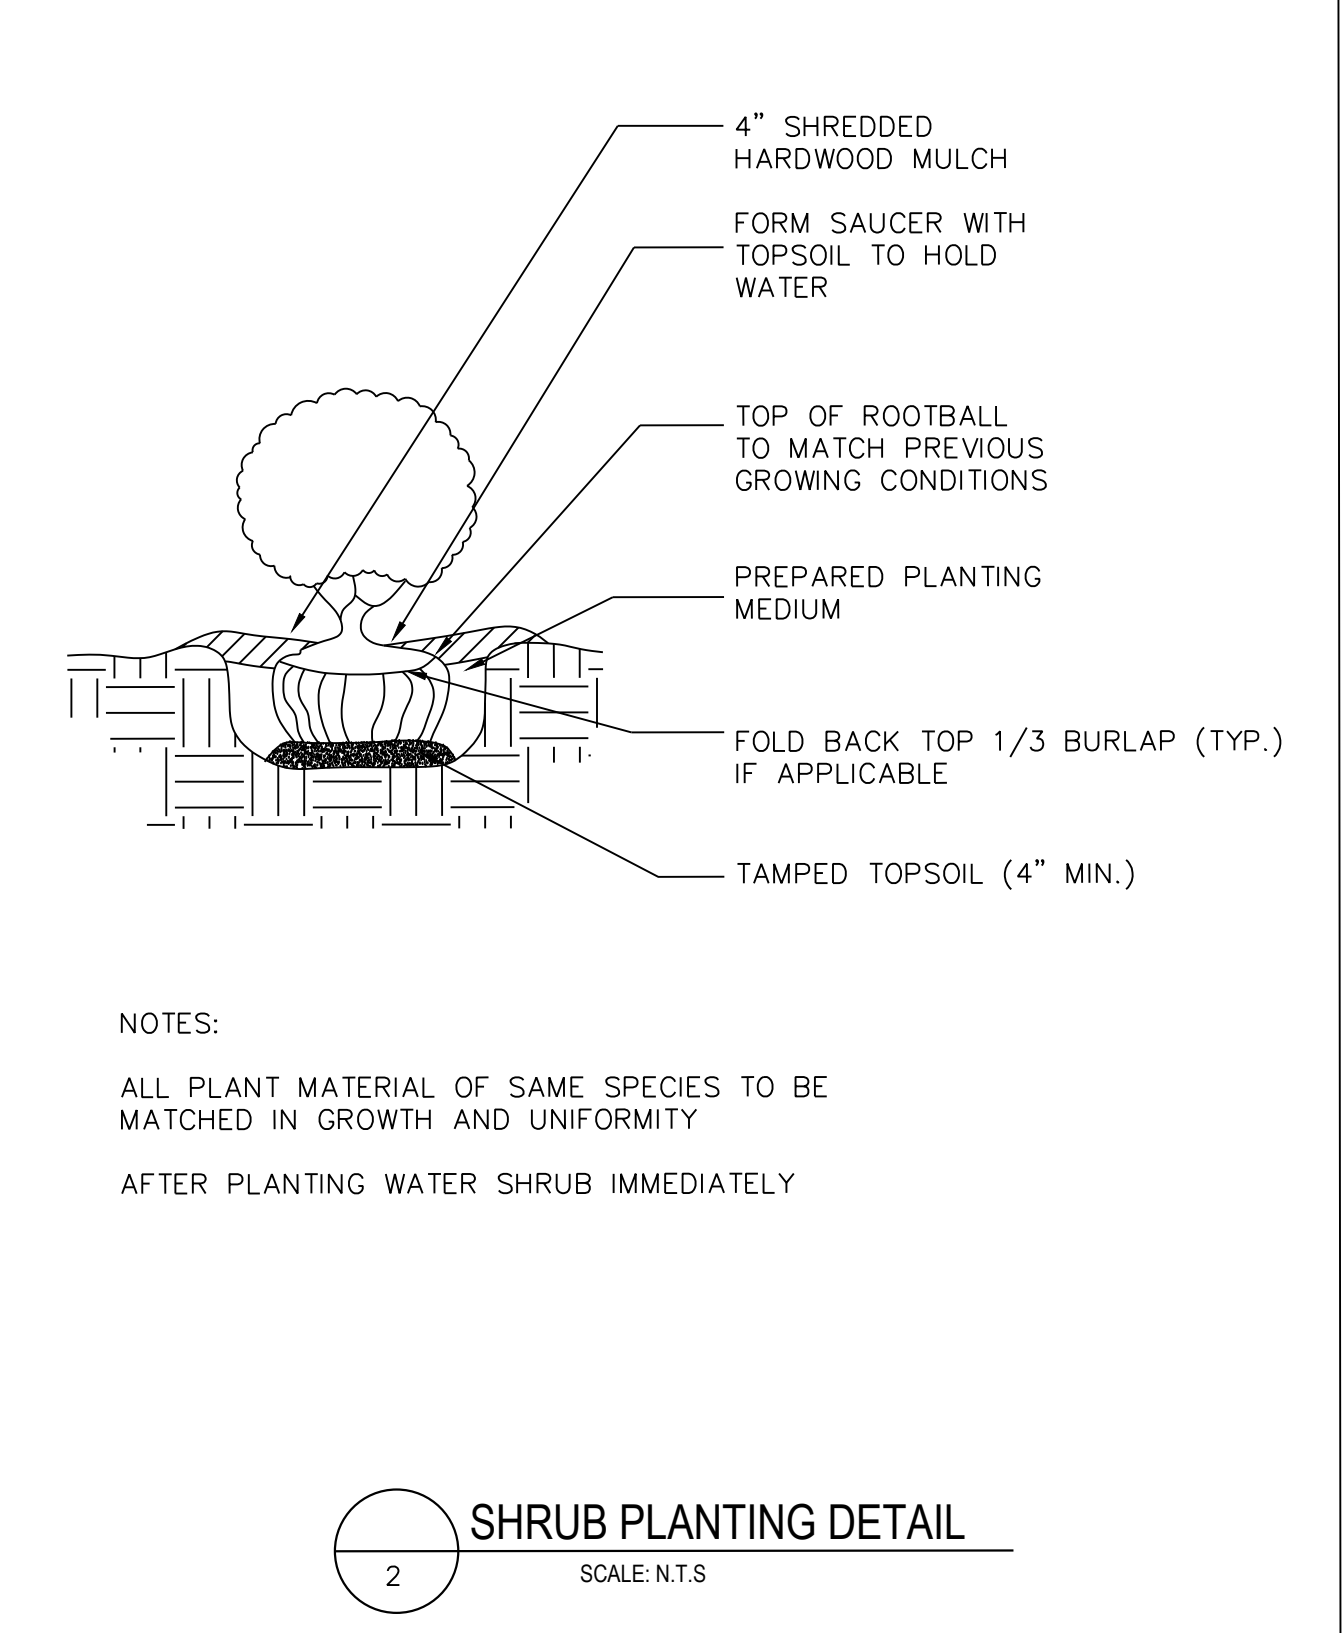 4” SHREDDED
HARDWOOD MULCH
FORM SAUCER WITH
TOPSOIL TO HOLD
WATER
TOP OF ROOTBALL
TO MATCH PREVIOUS
GROWING CONDITIONS
PREPARED PLANTING
MEDIUM
FOLD BACK TOP 1/3 BURLAP (TYP.)
IF APPLICABLE
TAMPED TOPSOIL (4” MIN.)
NOTES:
ALL PLANT MATERIAL OF SAME SPECIES TO BE
MATCHED IN GROWTH AND UNIFORMITY
AFTER PLANTING WATER SHRUB IMMEDIATELY
SHRUB PLANTING DETAIL
2
SCALE: N.T.S